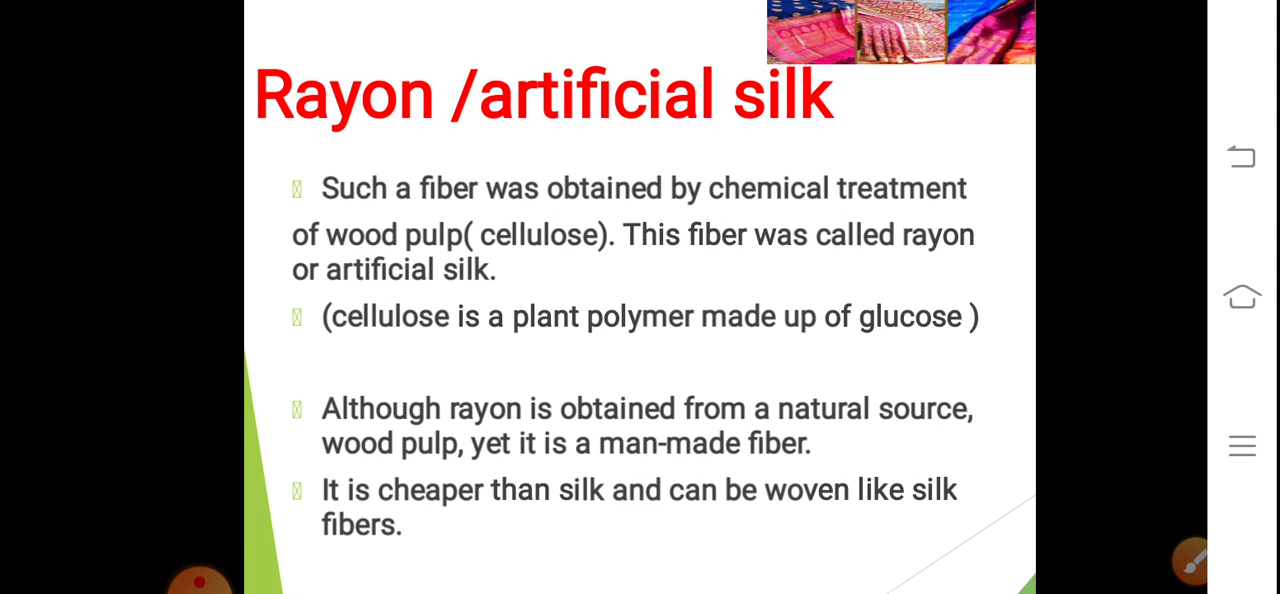 Rayon /artificial silk
Such a fiber was obtained by chemical treatment
of wood pulp( cellulose). This fiber was called rayon
or artificial silk.
(cellulose is a plant polymer made up of glucose )
Although rayon is obtained from a natural source,
wood pulp, yet it is a man-made fiber.
It is cheaper than silk and can be woven like silk
fibers.